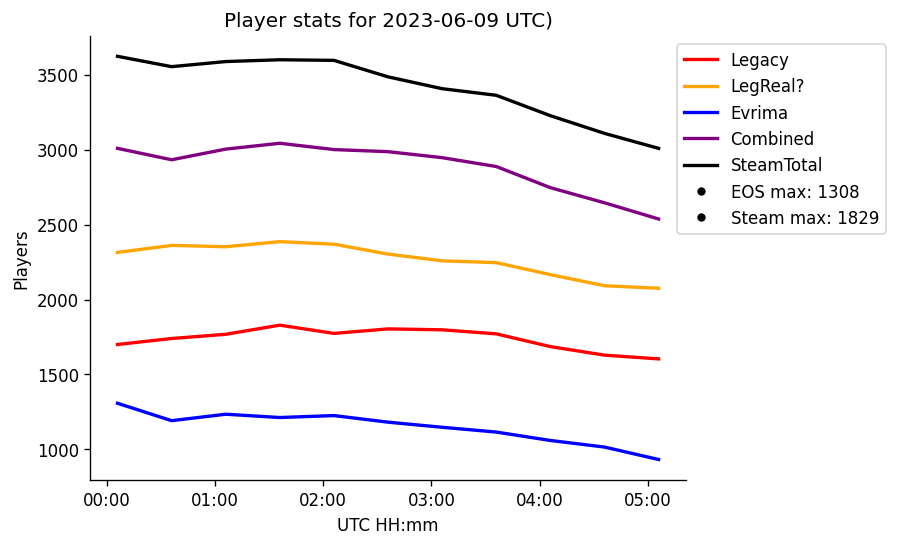 Player stats for 2023-06-09 UTC)
Players
3500
3000
2500
2000
1500
1000
00:00 01:00 02:00 03:00 04:00 05:00
UTC HH:mm
Legacy
LegReal?
Evrima
Combined
SteamTotal
EOS max: 1308
Steam max: 1829